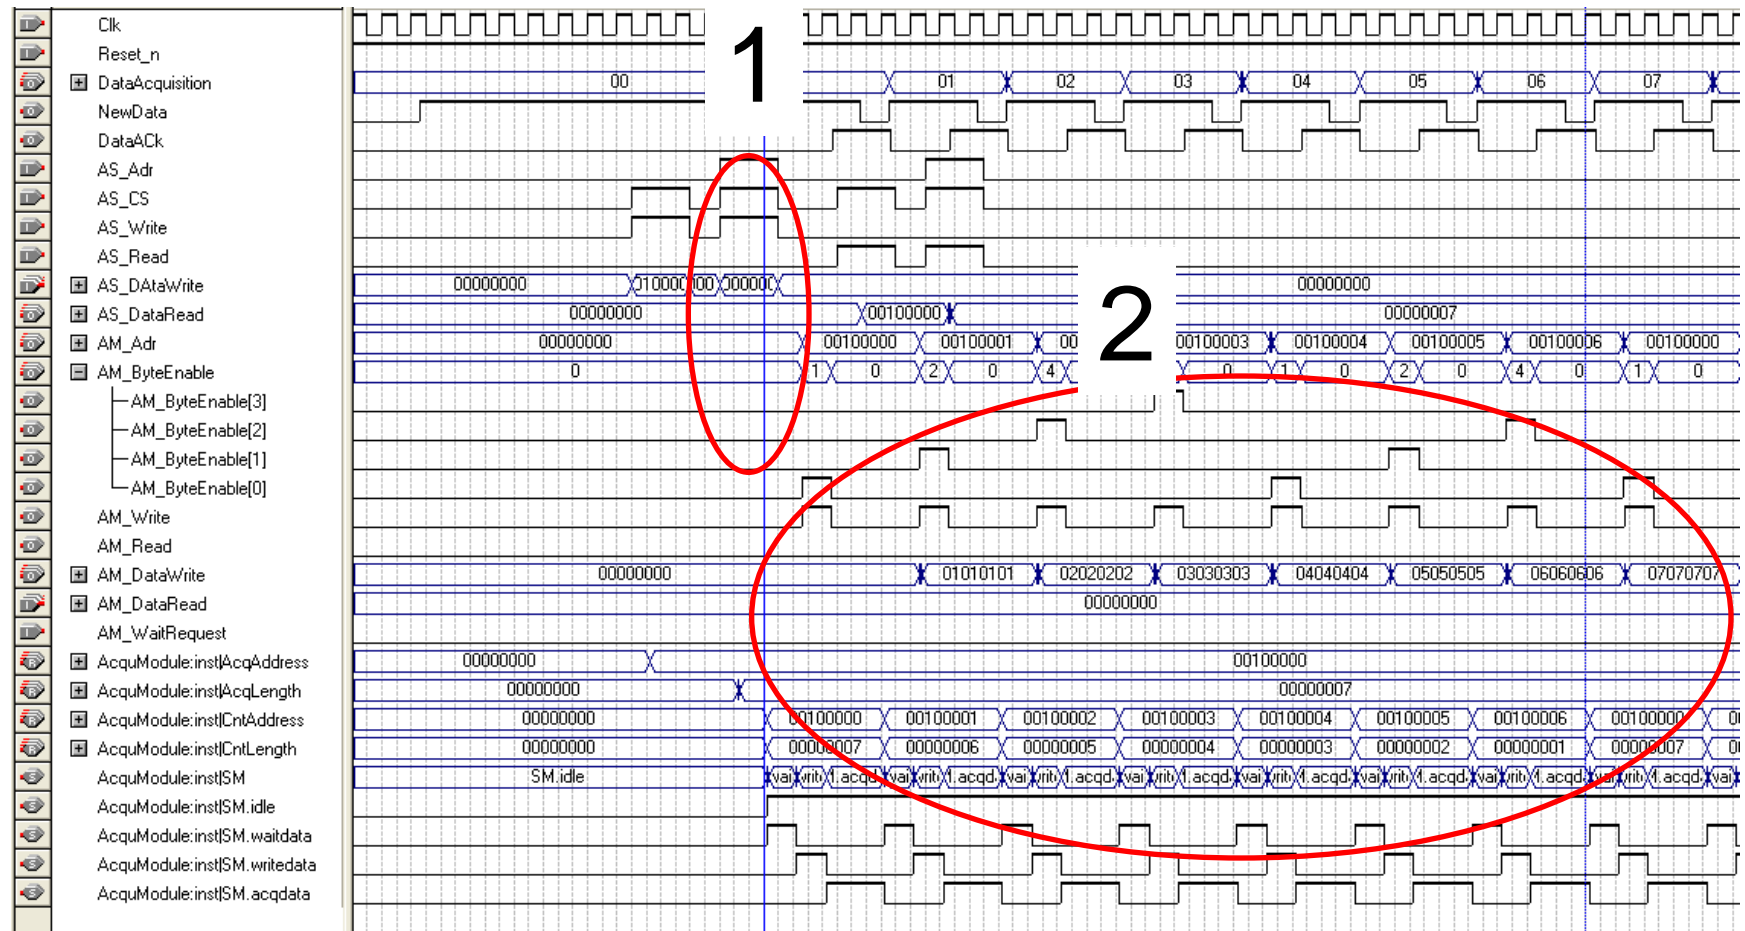 1
Clk
Reset_n
DataAcquisition 00 01 02 03 04 05 06 07
NewData
DataACk
AS_Adr
AS_CS
AS_Write
AS_Read
AS_DAtaWrite 00000000 010000 00 000000 00000000
AS_DataRead 00000000 00100000 00000007
2
AM_Adr 00000000 00100000 00100001 00 00100003 00100004 00100005 00100006 00100000
AM_ByteEnable 0 1 0 2 0 4 0 1 0 2 0 4 0 1 0
AM_ByteEnable[3]
AM_ByteEnable[2]
AM_ByteEnable[1]
AM_ByteEnable[0]
AM_Write
AM_Read
AM_DataWrite 00000000 01010101 02020202 03030303 04040404 05050505 06060606 07070707
AM_DataRead 00000000
AM_WaitRequest
AcquModule:inst|AcqAddress 00000000 00100000
AcquModule:inst|AcqLength 00000000 00000007
AcquModule:inst|CntAddress 00000000 00100000 00100001 00100002 00100003 00100004 00100005 00100006 00100000
AcquModule:inst|CntLength 00000000 00000007 00000006 00000005 00000004 00000003 00000002 00000001 00000007
AcquModule:inst|SM SM.idle
AcquModule:inst|SM.idle
AcquModule:inst|SM.waitdata
AcquModule:inst|SM.writedata
AcquModule:inst|SM.acqdata